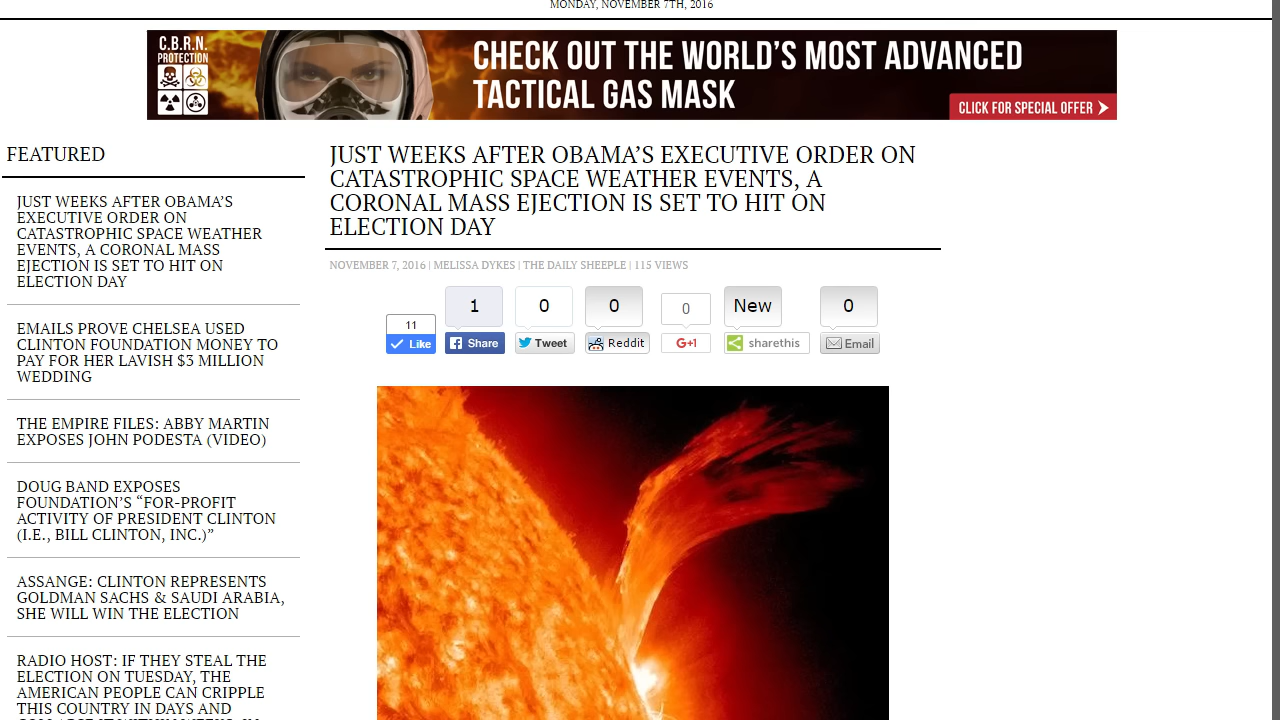 MONDAY, NOVEMBER 7TH, 2016
C.B.R.N.
PROTECTION
CHECK OUT THE WORLD'S MOST ADVANCED
TACTICAL GAS MASK
CLICK FOR SPECIAL OFFER
FEATURED
JUST WEEKS AFTER OBAMA'S
EXECUTIVE ORDER ON
CATASTROPHIC SPACE WEATHER
EVENTS, A CORONAL MASS
EJECTION IS SET TO HIT ON
ELECTION DAY
EMAILS PROVE CHELSEA USED
CLINTON FOUNDATION MONEY TO
PAY FOR HER LAVISH $3 MILLION
WEDDING
THE EMPIRE FILES: ABBY MARTIN
EXPOSES JOHN PODESTA (VIDEO)
DOUG BAND EXPOSES
FOUNDATION'S “FOR-PROFIT
ACTIVITY OF PRESIDENT CLINTON
(I.E., BILL CLINTON, INC.)”
ASSANGE: CLINTON REPRESENTS
GOLDMAN SACHS & SAUDI ARABIA,
SHE WILL WIN THE ELECTION
RADIO HOST: IF THEY STEAL THE
ELECTION ON TUESDAY, THE
AMERICAN PEOPLE CAN CRIPPLE
THIS COUNTRY IN DAYS AND
JUST WEEKS AFTER OBAMA'S EXECUTIVE ORDER ON
CATASTROPHIC SPACE WEATHER EVENTS, A
CORONAL MASS EJECTION IS SET TO HIT ON
ELECTION DAY
NOVEMBER 7, 2016 | MELISSA DYKES | THE DAILY SHEEPLE | 115 VIEWS
11 1 0 0 0 New 0
Like Share Tweet Reddit G+1 sharethis Email